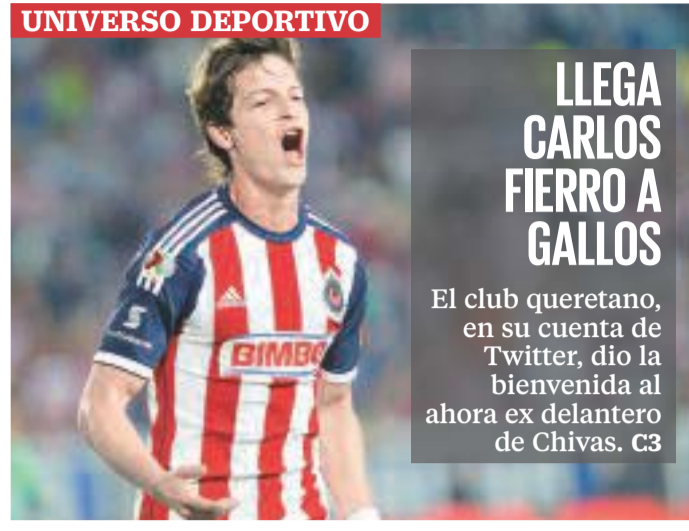 UNIVERSO DEPORTIVO
LLEGA
CARLOS
FIERRO A
GALLOS
El club queretano,
en su cuenta de
Twitter, dio la
bienvenida al
ahora ex delantero
de Chivas. C3
adidas
BIMBO